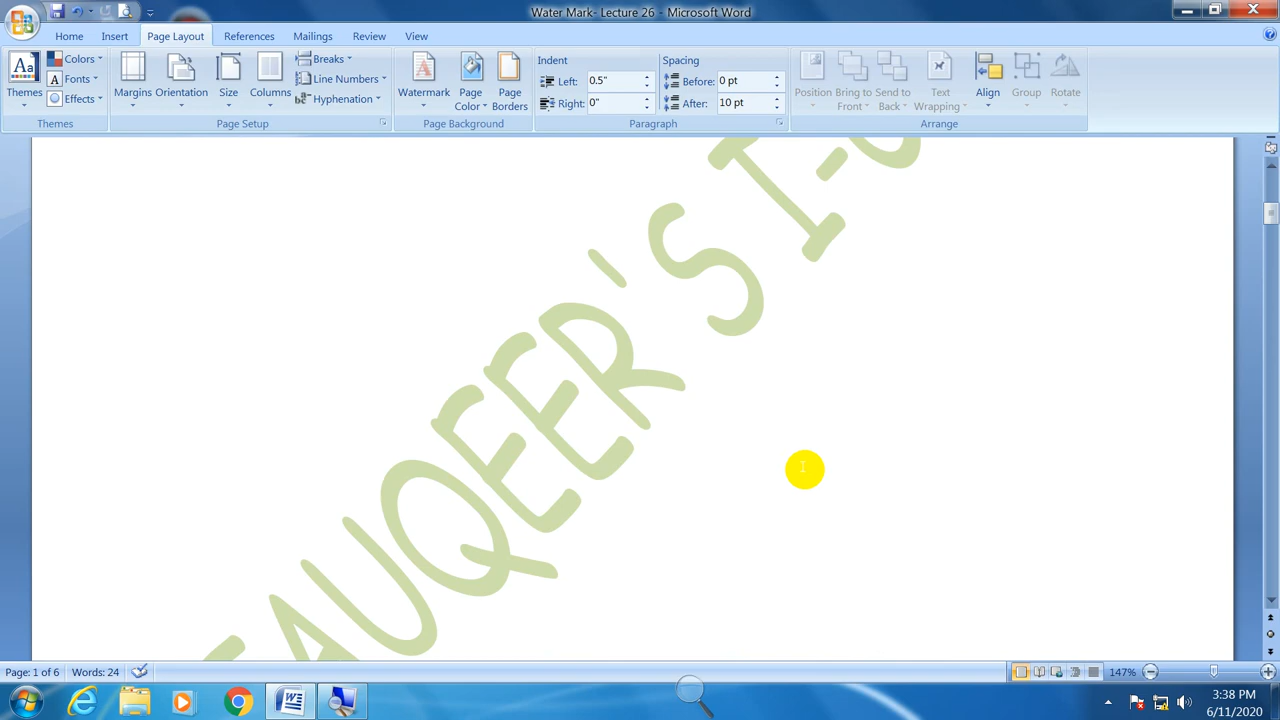 Water Mark- Lecture 26 - Microsoft Word
Home Insert Page Layout References Mailings Review View
Aa Themes Colors Fonts Effects Themes
Margins Orientation Size Columns Breaks Line Numbers Hyphenation Page Setup
Watermark Page Color Page Borders Page Background
Indent Spacing
Left: 0.5" Before: 0 pt
Right: 0" After: 10 pt
Paragraph
Position Bring to Front Send to Back Text Wrapping Align Group Rotate
Arrange
AUQEER'S I-
Page: 1 of 6 Words: 24 147%
3:38 PM
6/11/2020